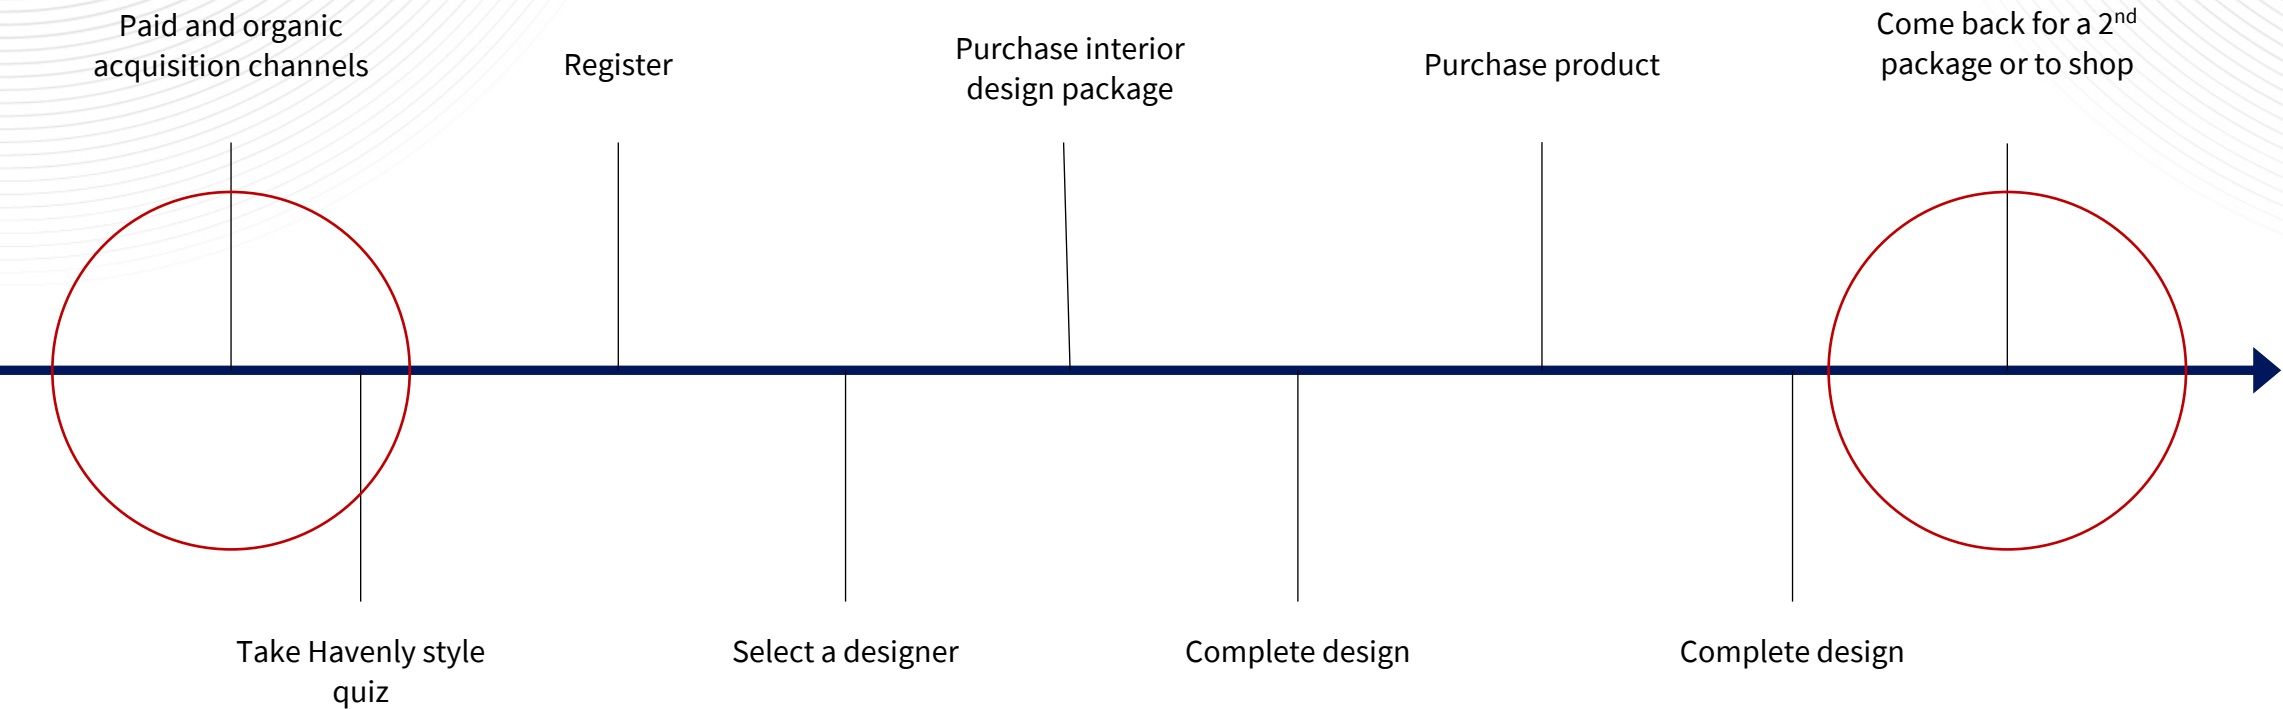 Paid and organic
acquisition channels
Register
Purchase interior
design package
Purchase product
Come back for a 2nd
package or to shop
Take Havenly style
quiz
Select a designer
Complete design
Complete design